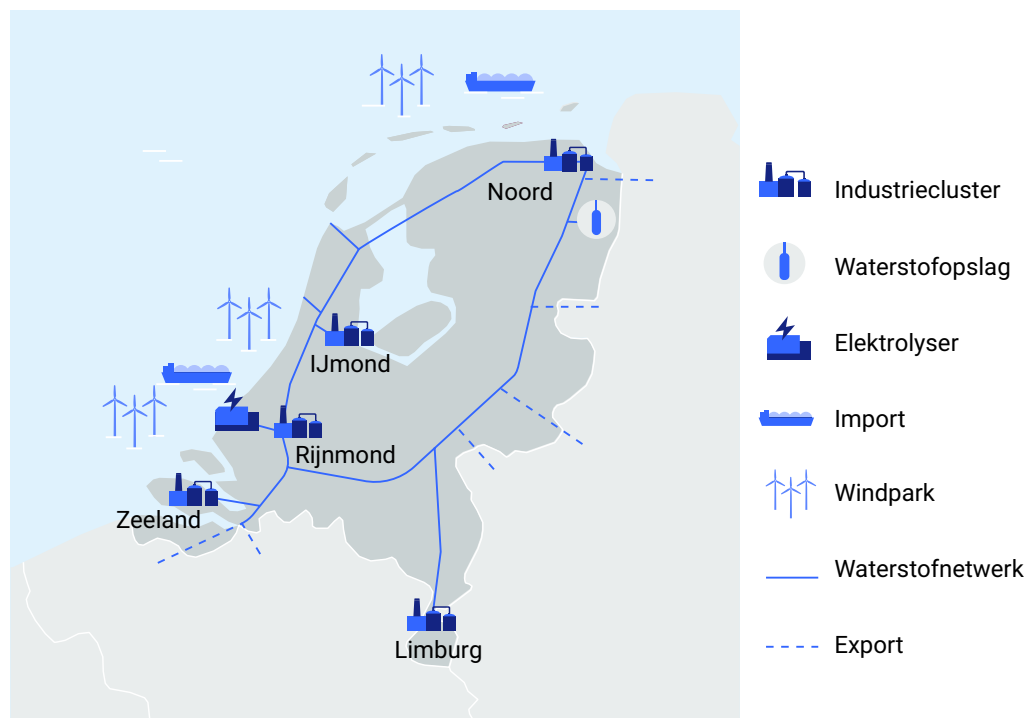 Noord
IJmond
Rijnmond
Zeeland
Limburg
Industriecluster
Waterstofopslag
Elektrolyser
Import
Windpark
Waterstofnetwerk
Export